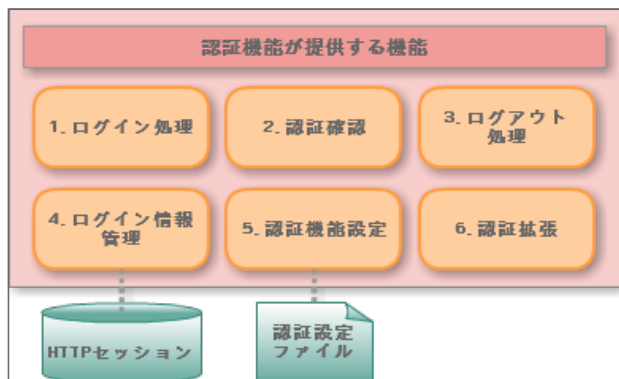 認証機能が提供する機能
1.ログイン処理
2.認証確認
3.ログアウト
処理
4.ログイン情報
管理
5.認証機能設定
6.認証拡張
HTTPセッション
認証設定
ファイル